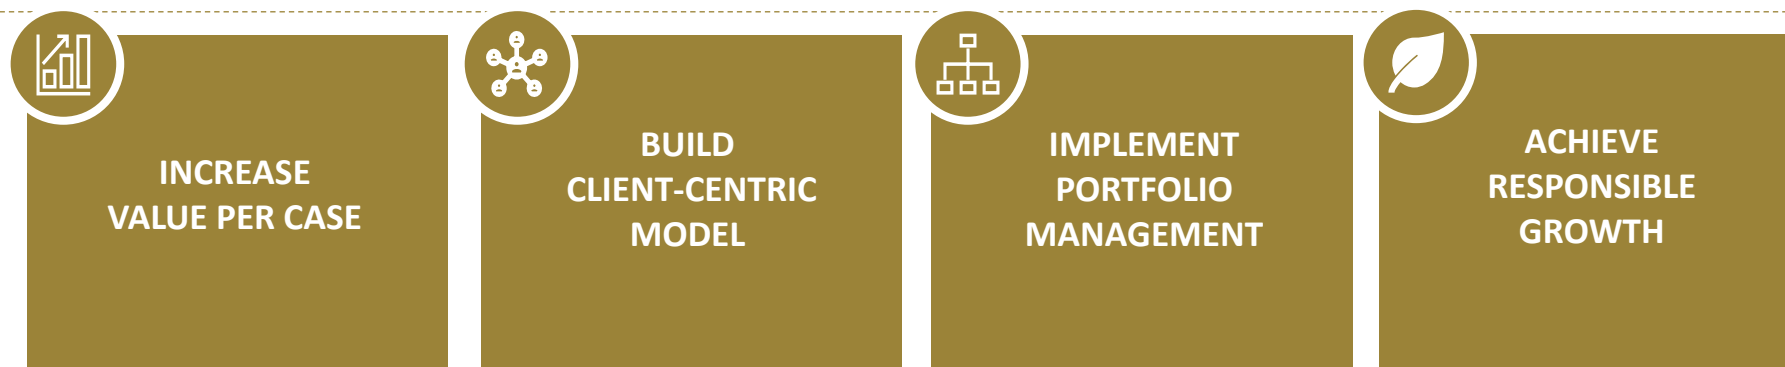 INCREASE
VALUE PER CASE
BUILD
CLIENT-CENTRIC
MODEL
IMPLEMENT
PORTFOLIO
MANAGEMENT
ACHIEVE
RESPONSIBLE
GROWTH